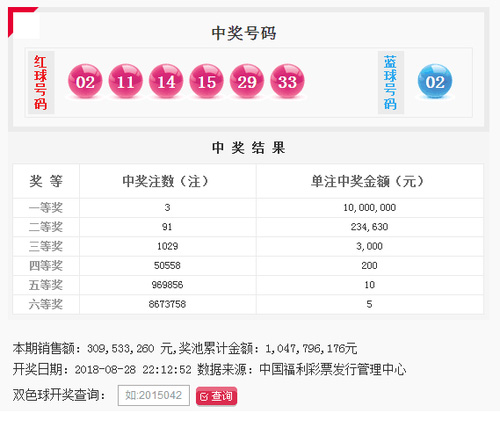 中奖号码
红球号码 02 11 14 15 29 33 蓝球号码 02
中 奖 结 果
奖 等 中奖注数（注） 单注中奖金额（元）
一等奖 3 10,000,000
二等奖 91 234,630
三等奖 1029 3,000
四等奖 50558 200
五等奖 969856 10
六等奖 8673758 5
本期销售额：309,533,260 元,奖池累计金额：1,047,796,176元
开奖日期：2018-08-28 22:12:52 数据来源：中国福利彩票发行管理中心
双色球开奖查询： 如:2015042 查询